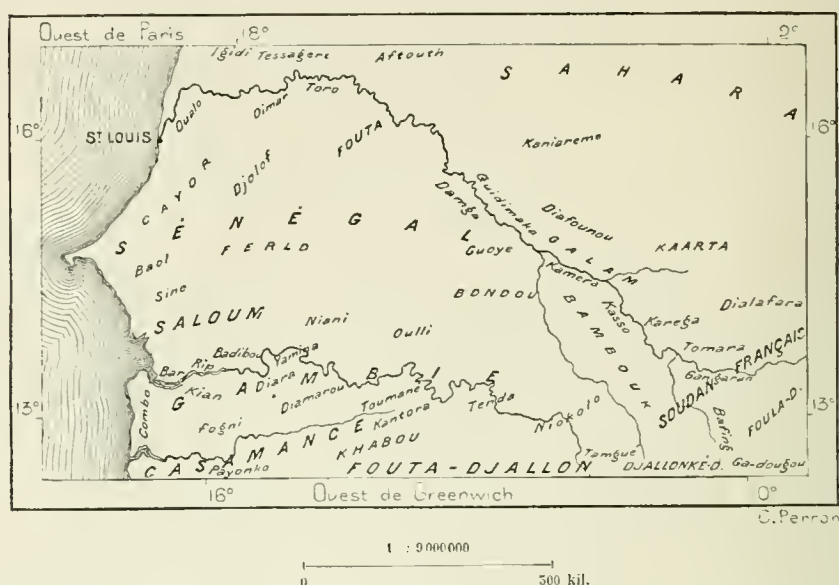 Ouest de Paris
18°
12°
Igidi Tessagere
Aftouth
SAHARA
Oualo
Dimar
Toro
16°
16°
ST LOUIS
FOUTA
Kaniareme
CAYOR
Djolof
Damga
Guidimaka
Diafounou
SÉNÉGAL
GALAM
KAARTA
Baol
FERLO
Guoye
Kamera
Sine
BONDOU
BAMBOUK
Kasso
Dialafara
SALOUM
Niani
Oulli
Karega
Badibou
Tomara
Bar
Rip
Yamina
SOUDAN FRANÇAIS
Kian
Diara
GAMBIE
Gangaran
Combo
Diamarou
Toumane
Tenda
13°
13°
Fogni
Kantora
Niokolo
Bafing
FOULA-D.
CASAMANCE
KHABOU
Tamgue
Payonko
FOUTA-DJALLON
DJALLONKÉ-D.
Ga-dougou
16°
Ouest de Greenwich
10°
C. Perron
1 : 9000000
0
500 kil.